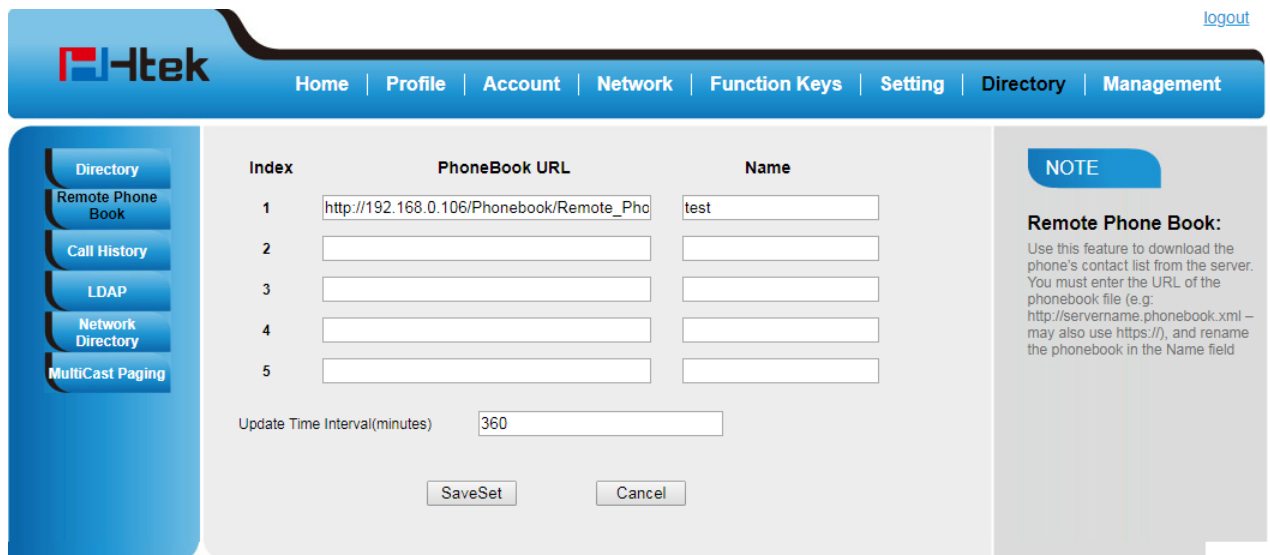 logout
Htek
Home | Profile | Account | Network | Function Keys | Setting | Directory | Management
Directory
Remote Phone
Book
Call History
LDAP
Network
Directory
MultiCast Paging
Index PhoneBook URL Name
1 http://192.168.0.106/Phonebook/Remote_Pho test
2
3
4
5
Update Time Interval(minutes) 360
SaveSet Cancel
NOTE
Remote Phone Book:
Use this feature to download the
phone's contact list from the server.
You must enter the URL of the
phonebook file (e.g:
http://servername.phonebook.xml –
may also use https://), and rename
the phonebook in the Name field